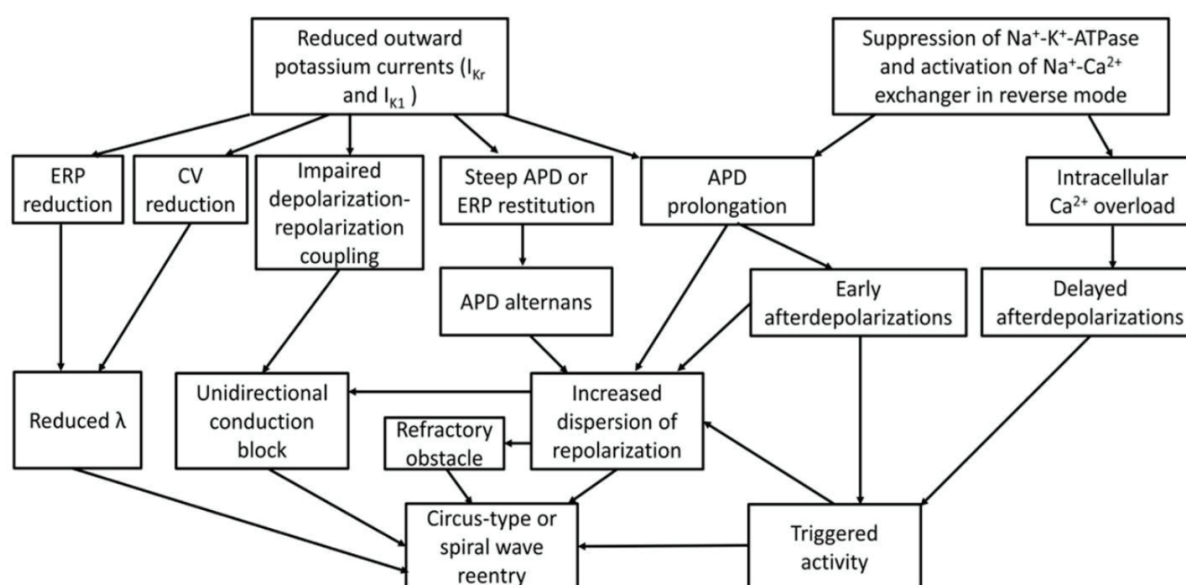 Reduced outward
potassium currents (I_Kr
and I_K1 )
Suppression of Na⁺-K⁺-ATPase
and activation of Na⁺-Ca²⁺
exchanger in reverse mode
ERP
reduction
CV
reduction
Impaired
depolarization-
repolarization
coupling
Steep APD or
ERP restitution
APD
prolongation
Intracellular
Ca²⁺ overload
APD alternans
Early
afterdepolarizations
Delayed
afterdepolarizations
Reduced λ
Unidirectional
conduction
block
Refractory
obstacle
Increased
dispersion of
repolarization
Circus-type or
spiral wave
reentry
Triggered
activity